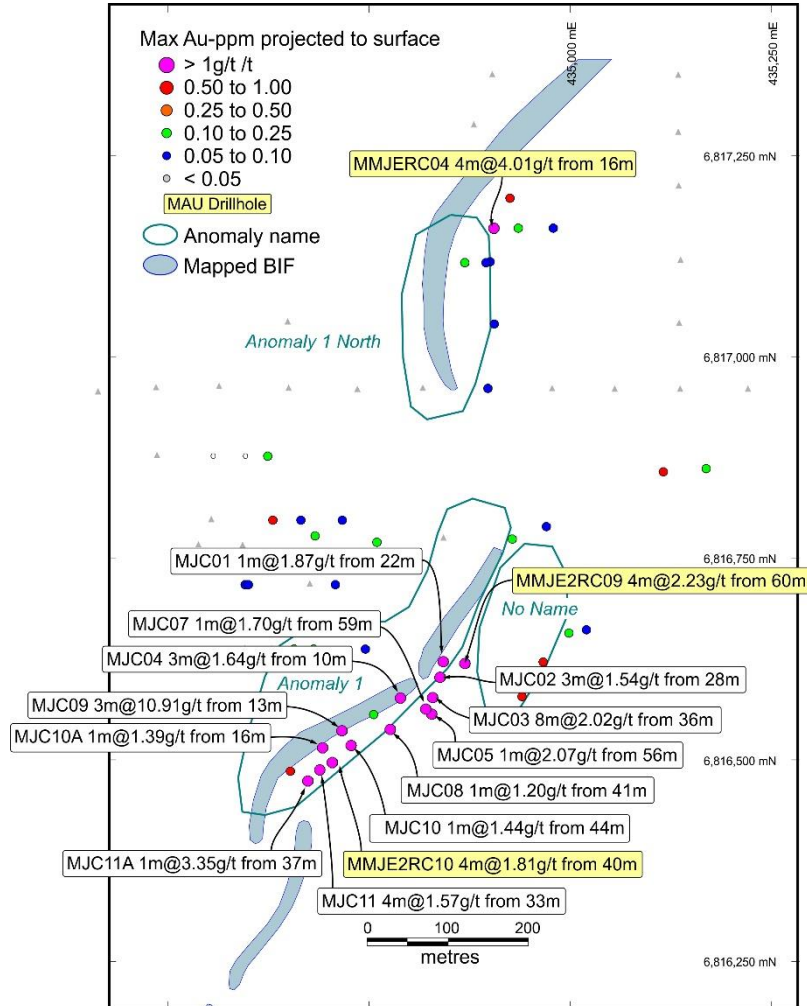 Max Au-ppm projected to surface
> 1g/t /t
0.50 to 1.00
0.25 to 0.50
0.10 to 0.25
0.05 to 0.10
< 0.05
MAU Drillhole
Anomaly name
Mapped BIF
435,000 mE
435,250 mE
6,817,250 mN
MMJERC04 4m@4.01g/t from 16m
Anomaly 1 North
6,817,000 mN
6,816,750 mN
MJC01 1m@1.87g/t from 22m
MMJE2RC09 4m@2.23g/t from 60m
No Name
MJC07 1m@1.70g/t from 59m
MJC04 3m@1.64g/t from 10m
Anomaly 1
MJC02 3m@1.54g/t from 28m
MJC09 3m@10.91g/t from 13m
MJC03 8m@2.02g/t from 36m
MJC10A 1m@1.39g/t from 16m
MJC05 1m@2.07g/t from 56m
6,816,500 mN
MJC08 1m@1.20g/t from 41m
MJC10 1m@1.44g/t from 44m
MJC11A 1m@3.35g/t from 37m
MMJE2RC10 4m@1.81g/t from 40m
MJC11 4m@1.57g/t from 33m
0 100 200
metres
6,816,250 mN